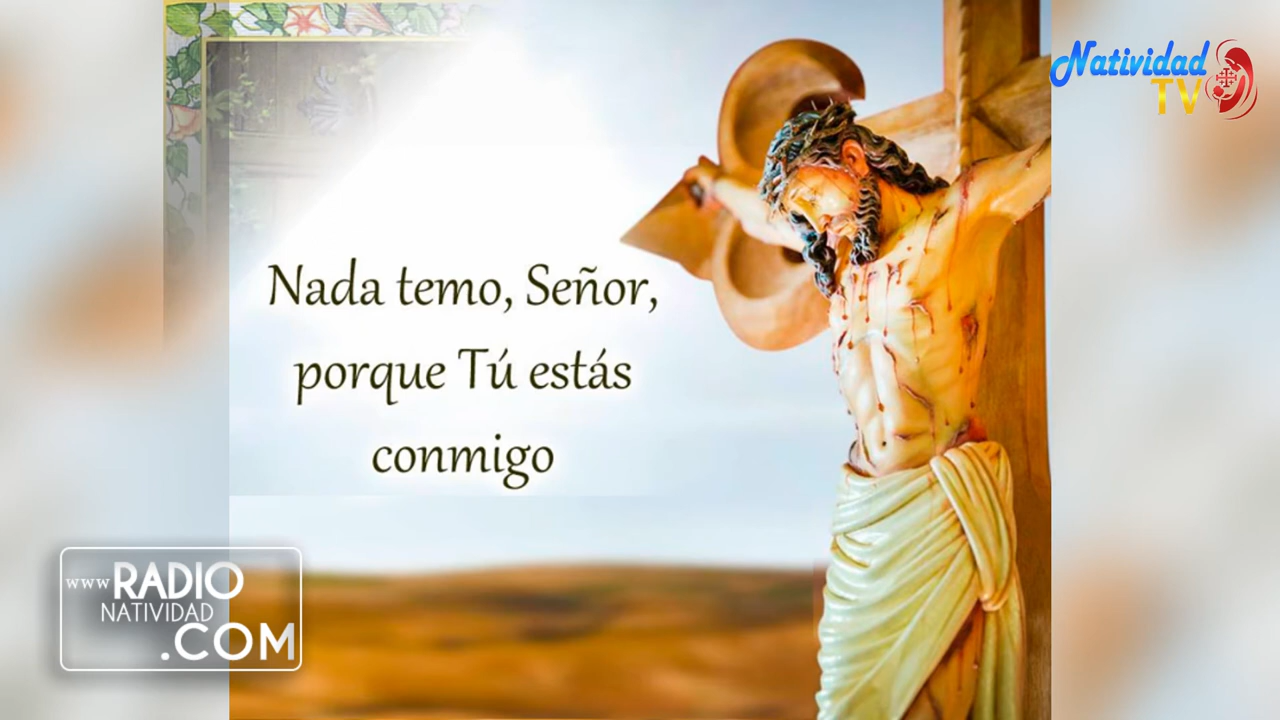 Natividad
TV
Nada temo, Señor,
porque Tú estás
conmigo
www RADIO
NATIVIDAD
.COM